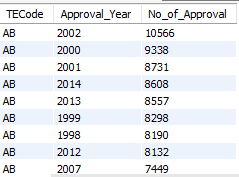 TECode Approval_Year No_of_Approval
AB 2002 10566
AB 2000 9338
AB 2001 8731
AB 2014 8608
AB 2013 8557
AB 1999 8298
AB 1998 8190
AB 2012 8132
AB 2007 7449